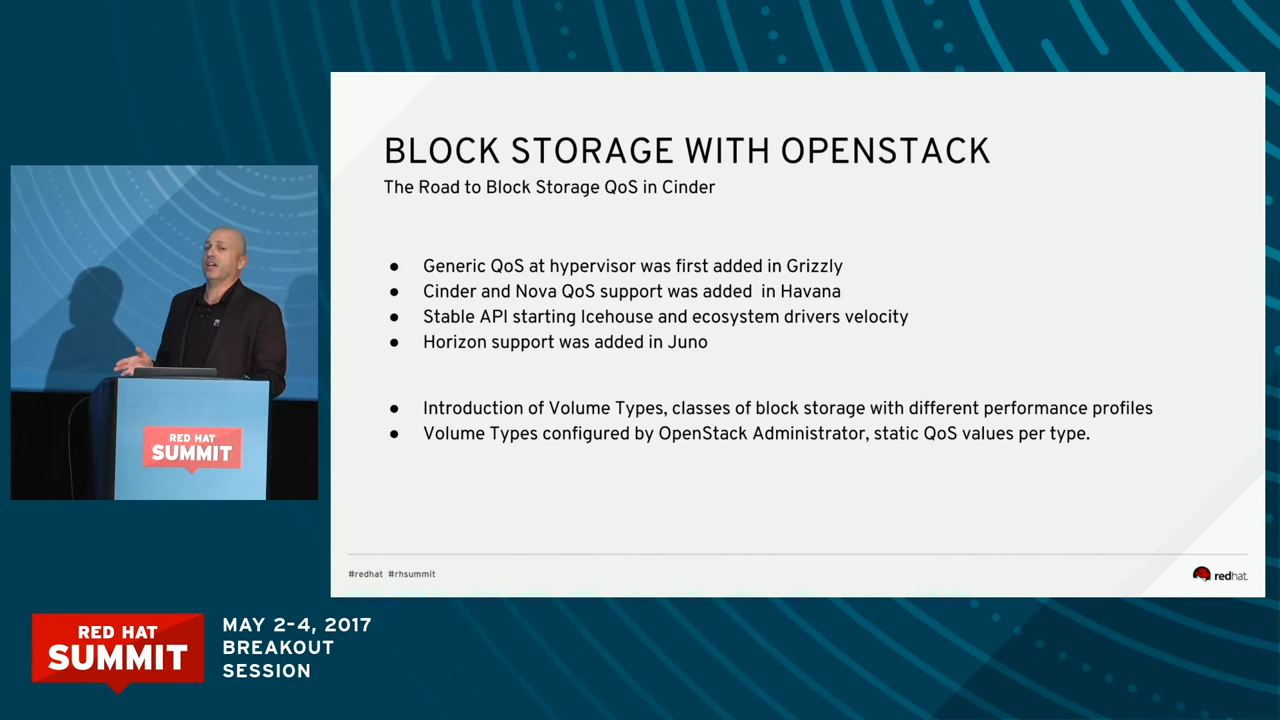 BLOCK STORAGE WITH OPENSTACK
The Road to Block Storage QoS in Cinder
● Generic QoS at hypervisor was first added in Grizzly
● Cinder and Nova QoS support was added in Havana
● Stable API starting Icehouse and ecosystem drivers velocity
● Horizon support was added in Juno
● Introduction of Volume Types, classes of block storage with different performance profiles
● Volume Types configured by OpenStack Administrator, static QoS values per type.
#redhat #rhsummit
redhat.
RED HAT
SUMMIT
RED HAT
SUMMIT
MAY 2-4, 2017
BREAKOUT
SESSION